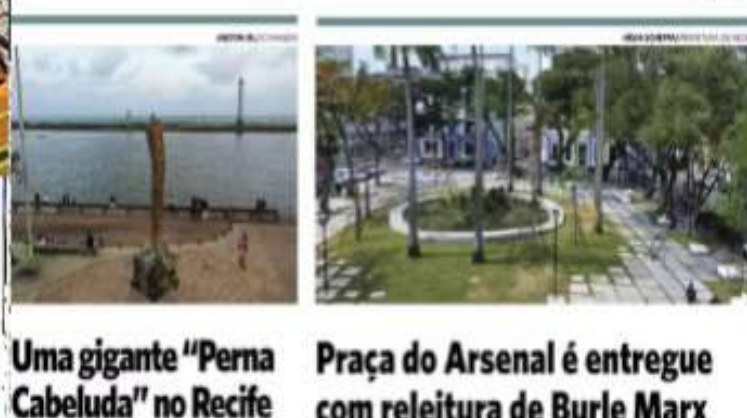 Uma gigante “Perna
Cabeluda” no Recife
Praça do Arsenal é entregue
com releitura de Burle Marx